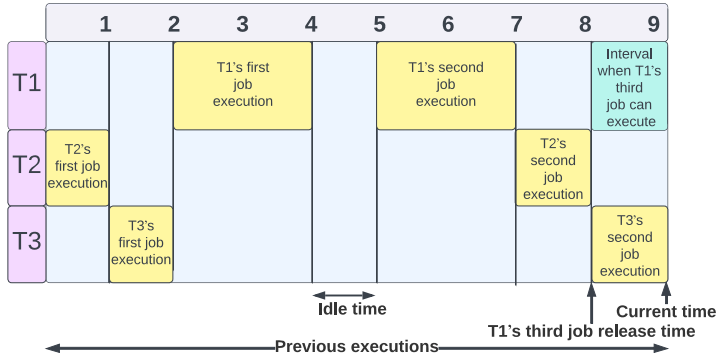 1 2 3 4 5 6 7 8 9
T1
T1's first
job
execution
T1's second
job
execution
Interval
when T1's
third
job can
execute
T2
T2's
first job
execution
T2's
second
job
execution
T3
T3's
first job
execution
T3's
second
job
execution
Idle time
Current time
T1's third job release time
Previous executions